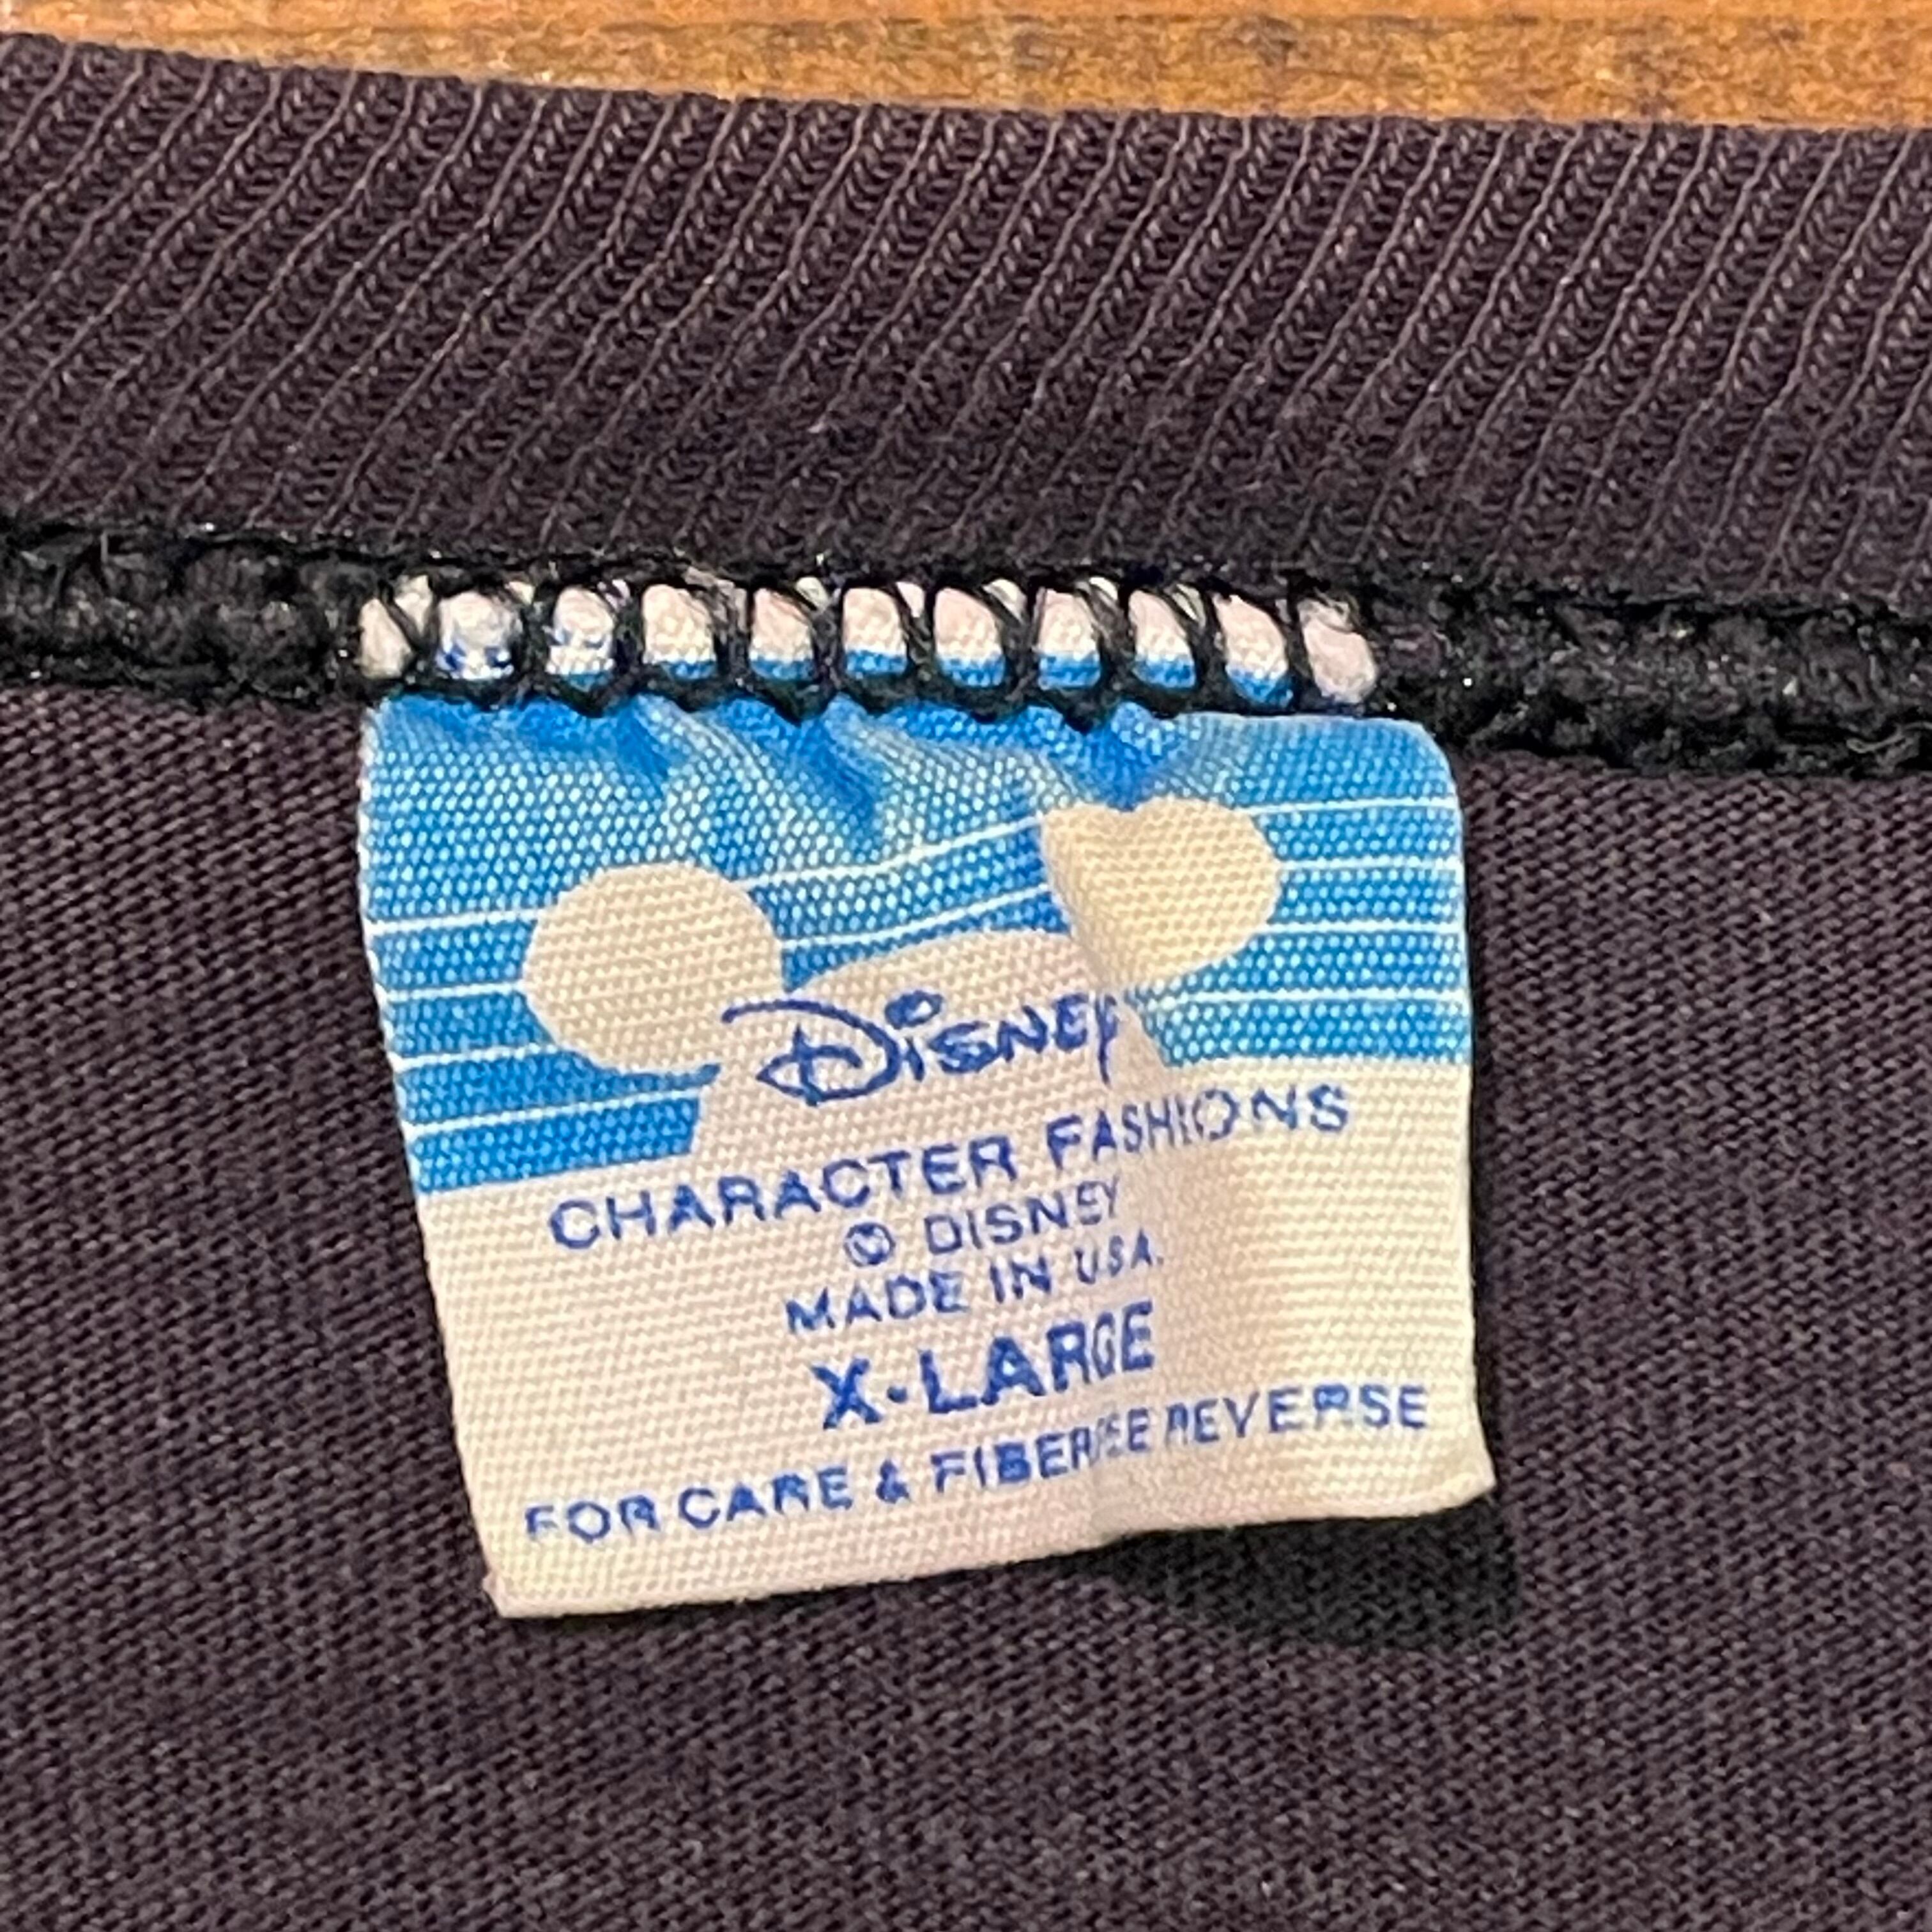 Disney
CHARACTER FASHIONS
© DISNEY
MADE IN U.S.A.
X-LARGE
FOR CARE & FIBER SEE REVERSE